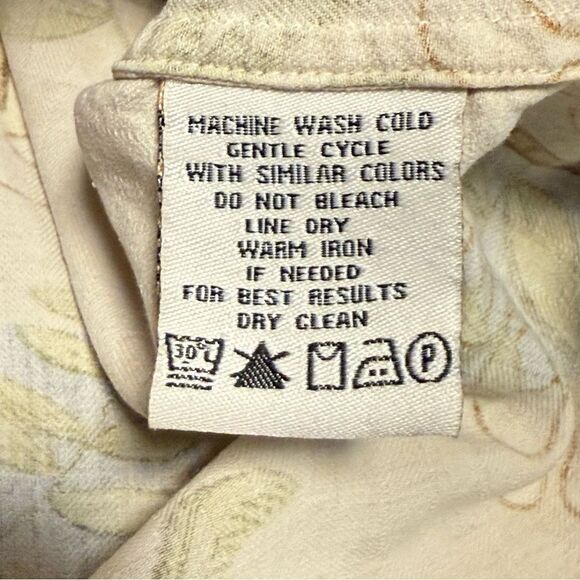 MACHINE WASH COLD
GENTLE CYCLE
WITH SIMILAR COLORS
DO NOT BLEACH
LINE DRY
WARM IRON
IF NEEDED
FOR BEST RESULTS
DRY CLEAN
30°C P